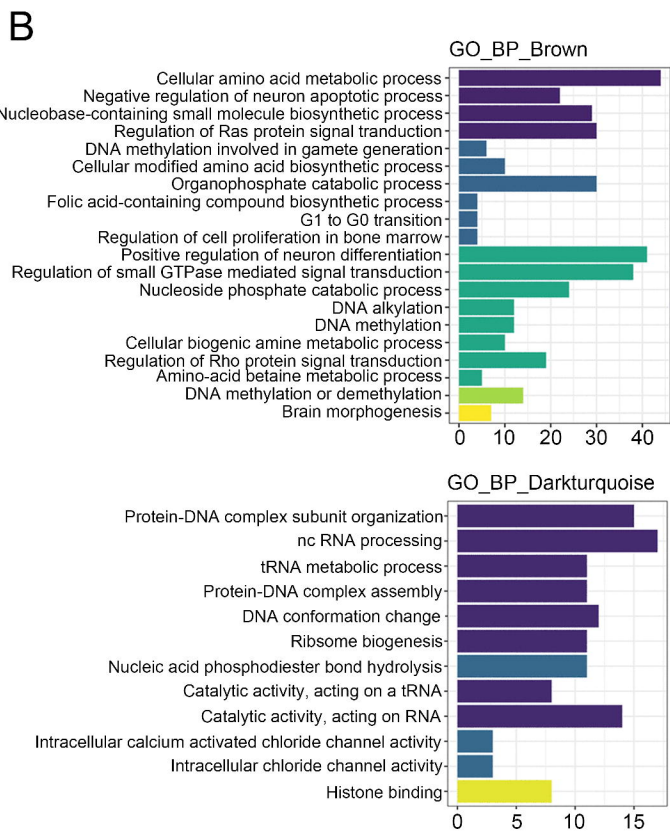 B
GO_BP_Brown
Cellular amino acid metabolic process
Negative regulation of neuron apoptotic process
Nucleobase-containing small molecule biosynthetic process
Regulation of Ras protein signal tranduction
DNA methylation involved in gamete generation
Cellular modified amino acid biosynthetic process
Organophosphate catabolic process
Folic acid-containing compound biosynthetic process
G1 to G0 transition
Regulation of cell proliferation in bone marrow
Positive regulation of neuron differentiation
Regulation of small GTPase mediated signal transduction
Nucleoside phosphate catabolic process
DNA alkylation
DNA methylation
Cellular biogenic amine metabolic process
Regulation of Rho protein signal transduction
Amino-acid betaine metabolic process
DNA methylation or demethylation
Brain morphogenesis
0 10 20 30 40
GO_BP_Darkturquoise
Protein-DNA complex subunit organization
nc RNA processing
tRNA metabolic process
Protein-DNA complex assembly
DNA conformation change
Ribsome biogenesis
Nucleic acid phosphodiester bond hydrolysis
Catalytic activity, acting on a tRNA
Catalytic activity, acting on RNA
Intracellular calcium activated chloride channel activity
Intracellular chloride channel activity
Histone binding
0 5 10 15